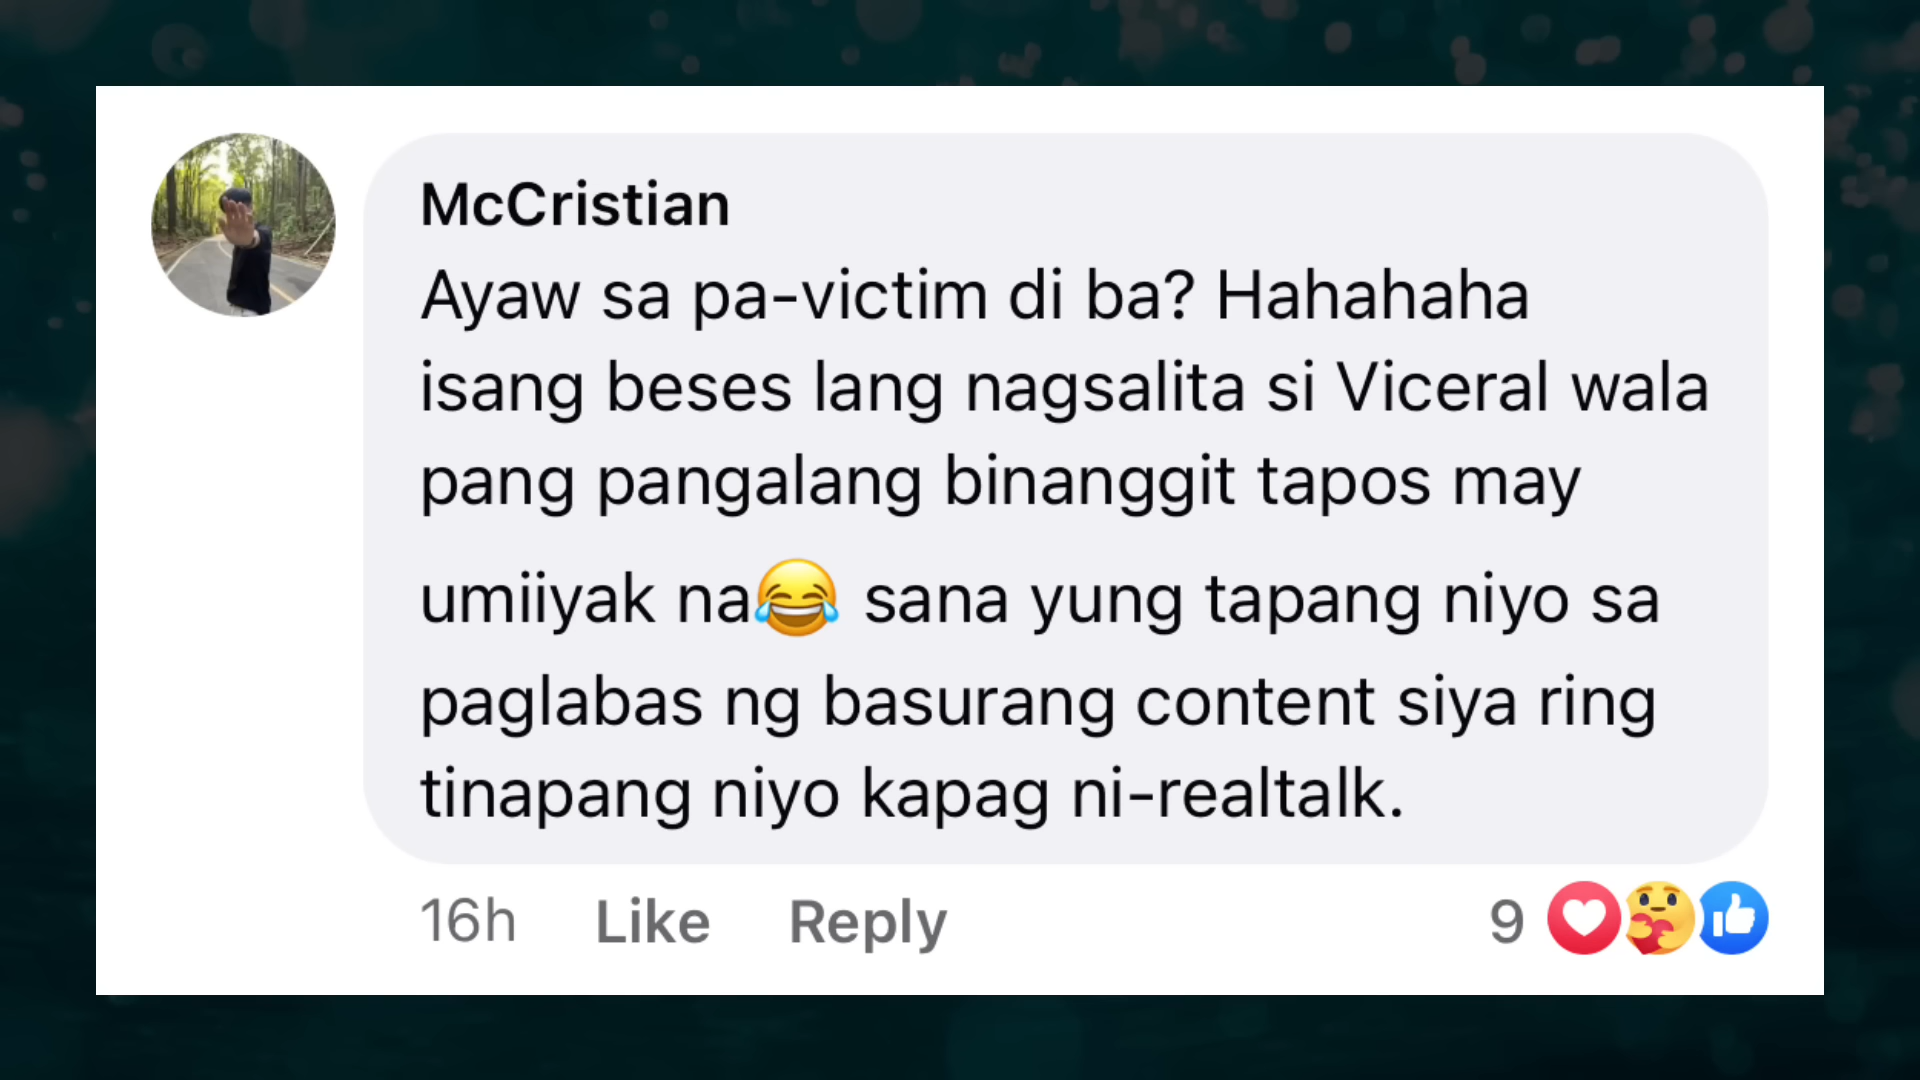 McCristian
Ayaw sa pa-victim di ba? Hahahaha
isang beses lang nagsalita si Viceral wala
pang pangalang binanggit tapos may
umiiyak na😂 sana yung tapang niyo sa
paglabas ng basurang content siya ring
tinapang niyo kapag ni-realtalk.
16h Like Reply 9